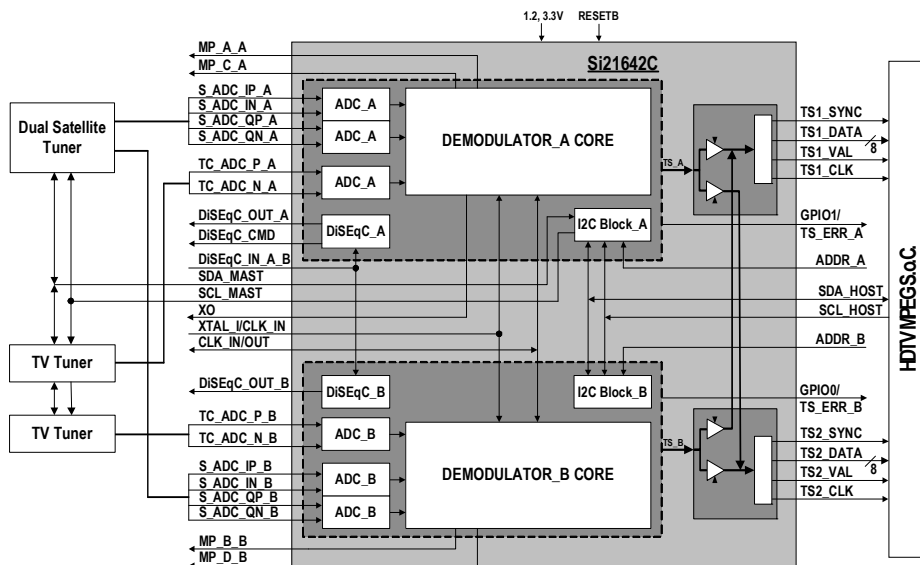 1.2, 3.3V
RESETB
Si21642C
MP_A_A
MP_C_A
S_ADC_IP_A
S_ADC_IN_A
S_ADC_QP_A
S_ADC_QN_A
Dual Satellite
Tuner
ADC_A
ADC_A
DEMODULATOR_A CORE
TC_ADC_P_A
TC_ADC_N_A
ADC_A
TS_A
TS1_SYNC
TS1_DATA
8
TS1_VAL
TS1_CLK
DiSEqC_OUT_A
DiSEqC_CMD
DiSEqC_A
I2C Block_A
GPIO1/
TS_ERR_A
DiSEqC_IN_A_B
ADDR_A
SDA_MAST
SCL_MAST
SDA_HOST
SCL_HOST
XO
XTAL_I/CLK_IN
CLK_IN/OUT
ADDR_B
HDTV MPEG S.o.C.
TV Tuner
DiSEqC_OUT_B
DiSEqC_B
I2C Block_B
GPIO0/
TS_ERR_B
TV Tuner
TC_ADC_P_B
TC_ADC_N_B
ADC_B
TS_B
DEMODULATOR_B CORE
S_ADC_IP_B
S_ADC_IN_B
S_ADC_QP_B
S_ADC_QN_B
ADC_B
ADC_B
TS2_SYNC
TS2_DATA
8
TS2_VAL
TS2_CLK
MP_B_B
MP_D_B